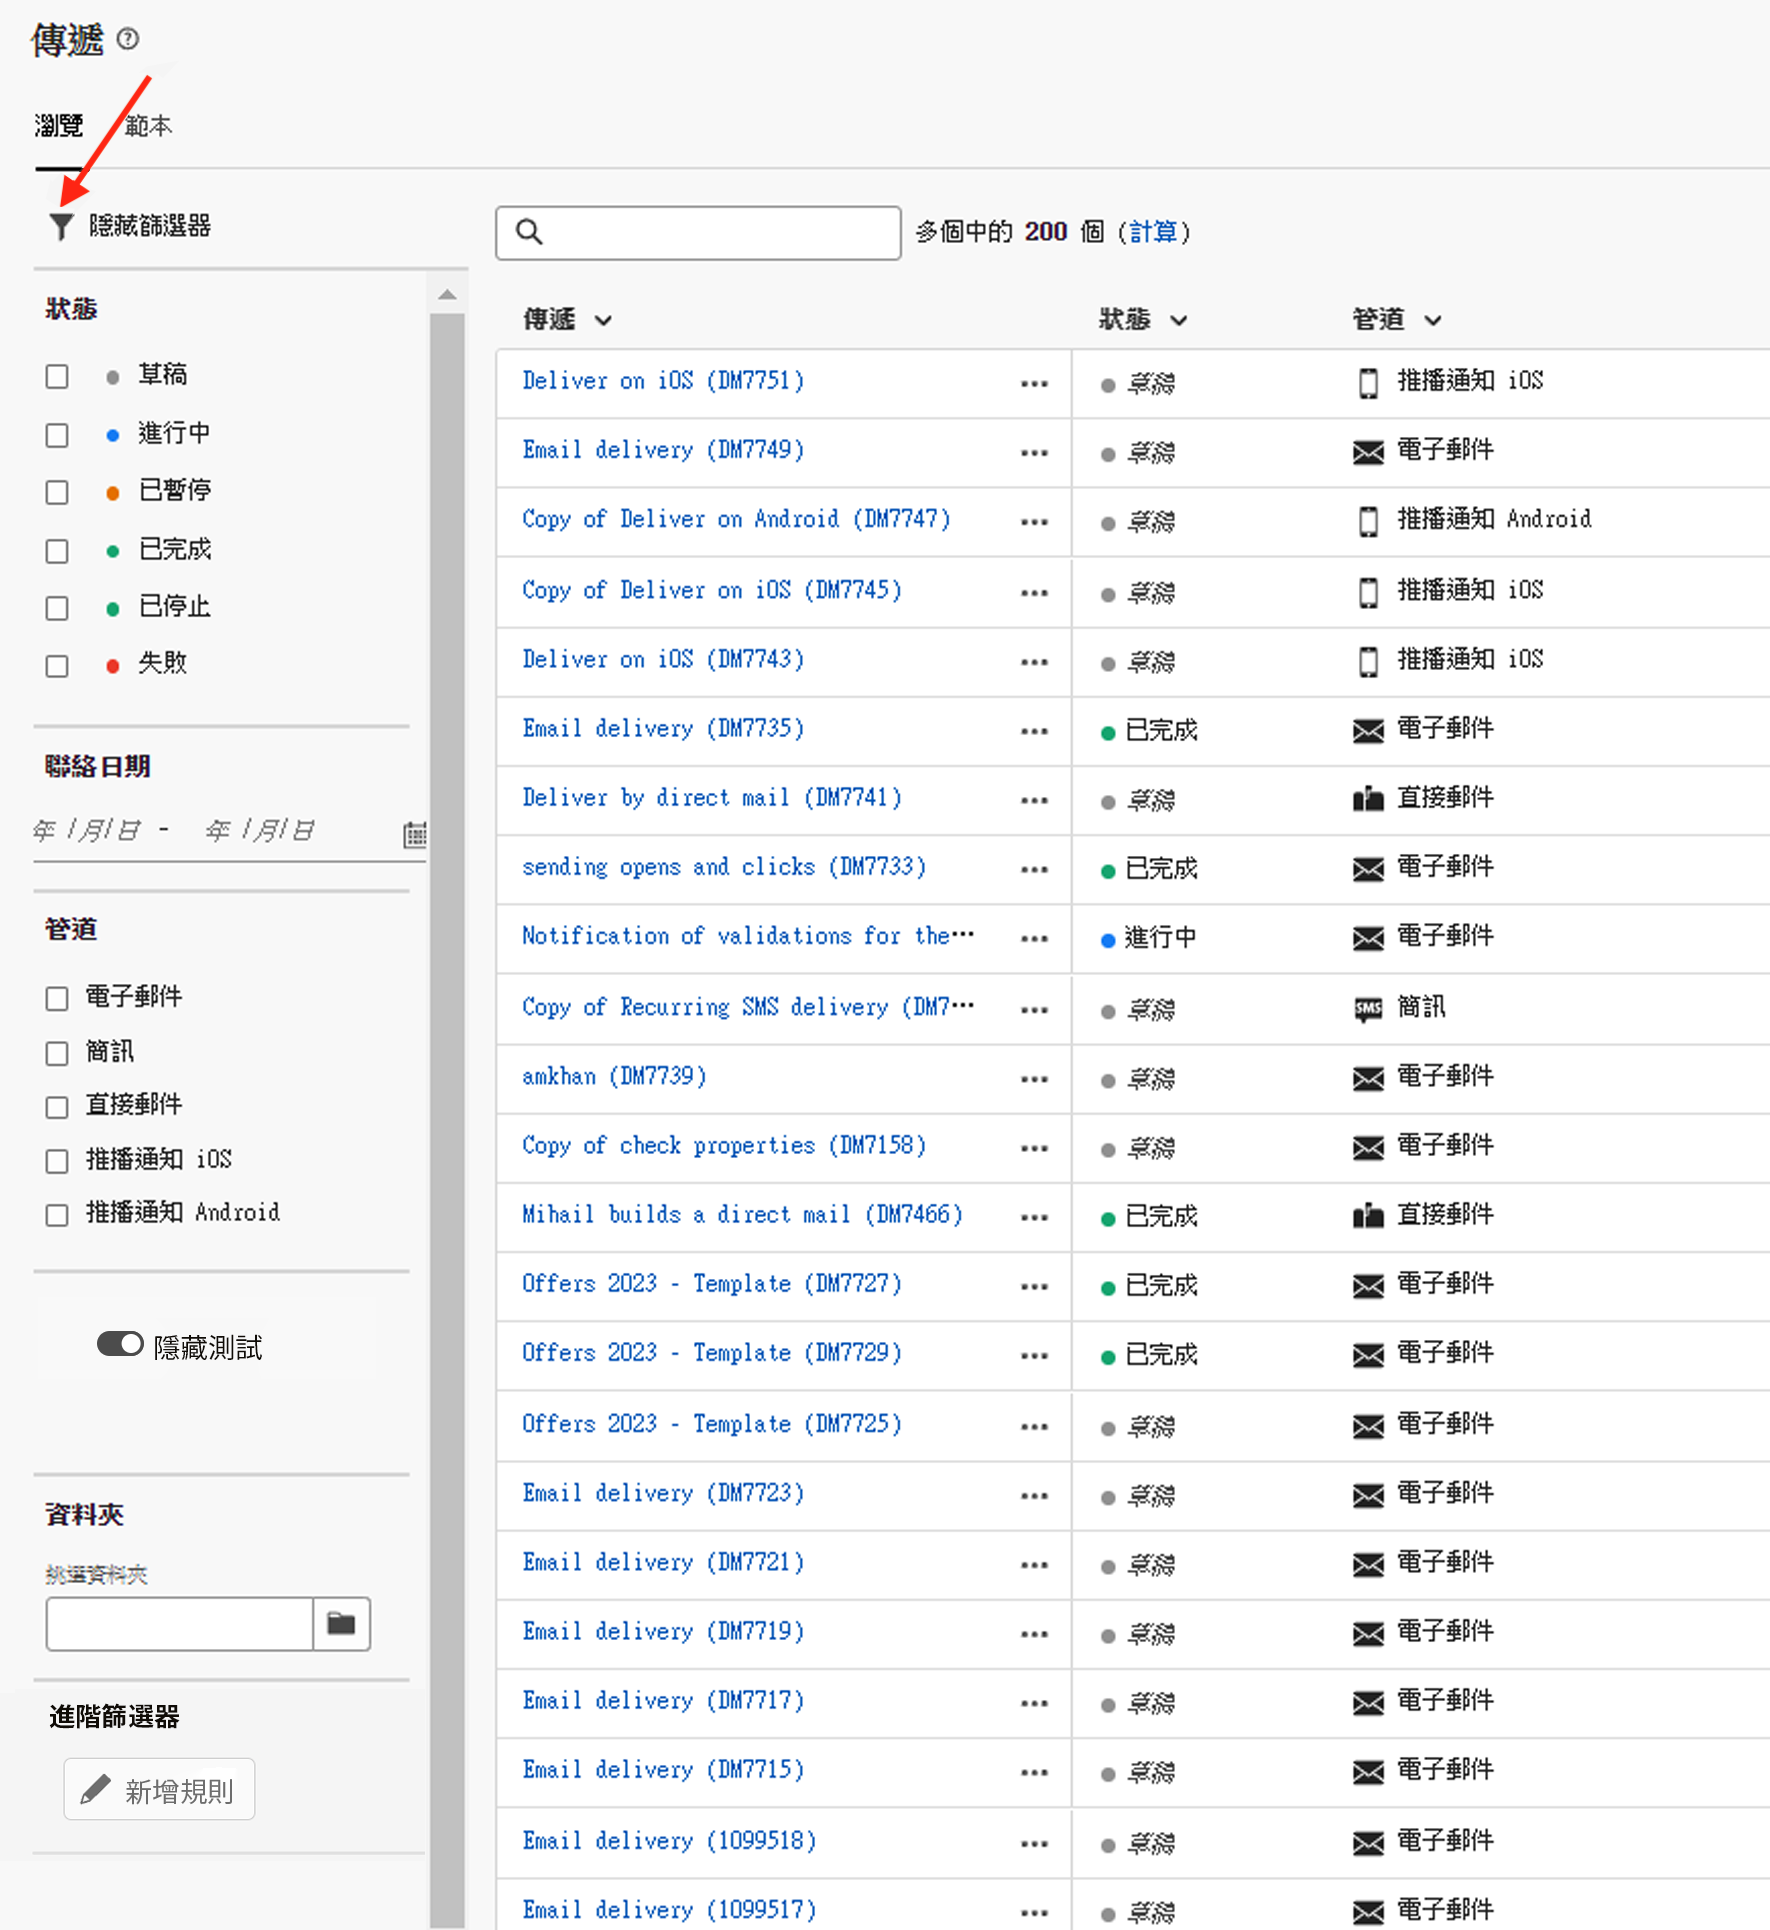 傳遞
瀏覽 範本
隱藏篩選器
狀態
草稿
進行中
已暫停
已完成
已停止
失敗
聯絡日期
年/月/日 - 年/月/日
管道
電子郵件
簡訊
直接郵件
推播通知 iOS
推播通知 Android
隱藏測試
資料夾
挑選資料夾
進階篩選器
新增規則
多個中的 200 個 (計算)
傳遞 狀態 管道
Deliver on iOS (DM7751) ••• 草稿 推播通知 iOS
Email delivery (DM7749) ••• 草稿 電子郵件
Copy of Deliver on Android (DM7747) ••• 草稿 推播通知 Android
Copy of Deliver on iOS (DM7745) ••• 草稿 推播通知 iOS
Deliver on iOS (DM7743) ••• 草稿 推播通知 iOS
Email delivery (DM7735) ••• 已完成 電子郵件
Deliver by direct mail (DM7741) ••• 草稿 直接郵件
sending opens and clicks (DM7733) ••• 已完成 電子郵件
Notification of validations for the… ••• 進行中 電子郵件
Copy of Recurring SMS delivery (DM7… ••• 草稿 SMS 簡訊
amkhan (DM7739) ••• 草稿 電子郵件
Copy of check properties (DM7158) ••• 草稿 電子郵件
Mihail builds a direct mail (DM7466) ••• 已完成 直接郵件
Offers 2023 - Template (DM7727) ••• 已完成 電子郵件
Offers 2023 - Template (DM7729) ••• 已完成 電子郵件
Offers 2023 - Template (DM7725) ••• 草稿 電子郵件
Email delivery (DM7723) ••• 草稿 電子郵件
Email delivery (DM7721) ••• 草稿 電子郵件
Email delivery (DM7719) ••• 草稿 電子郵件
Email delivery (DM7717) ••• 草稿 電子郵件
Email delivery (DM7715) ••• 草稿 電子郵件
Email delivery (1099518) ••• 草稿 電子郵件
Email delivery (1099517) ••• 草稿 電子郵件